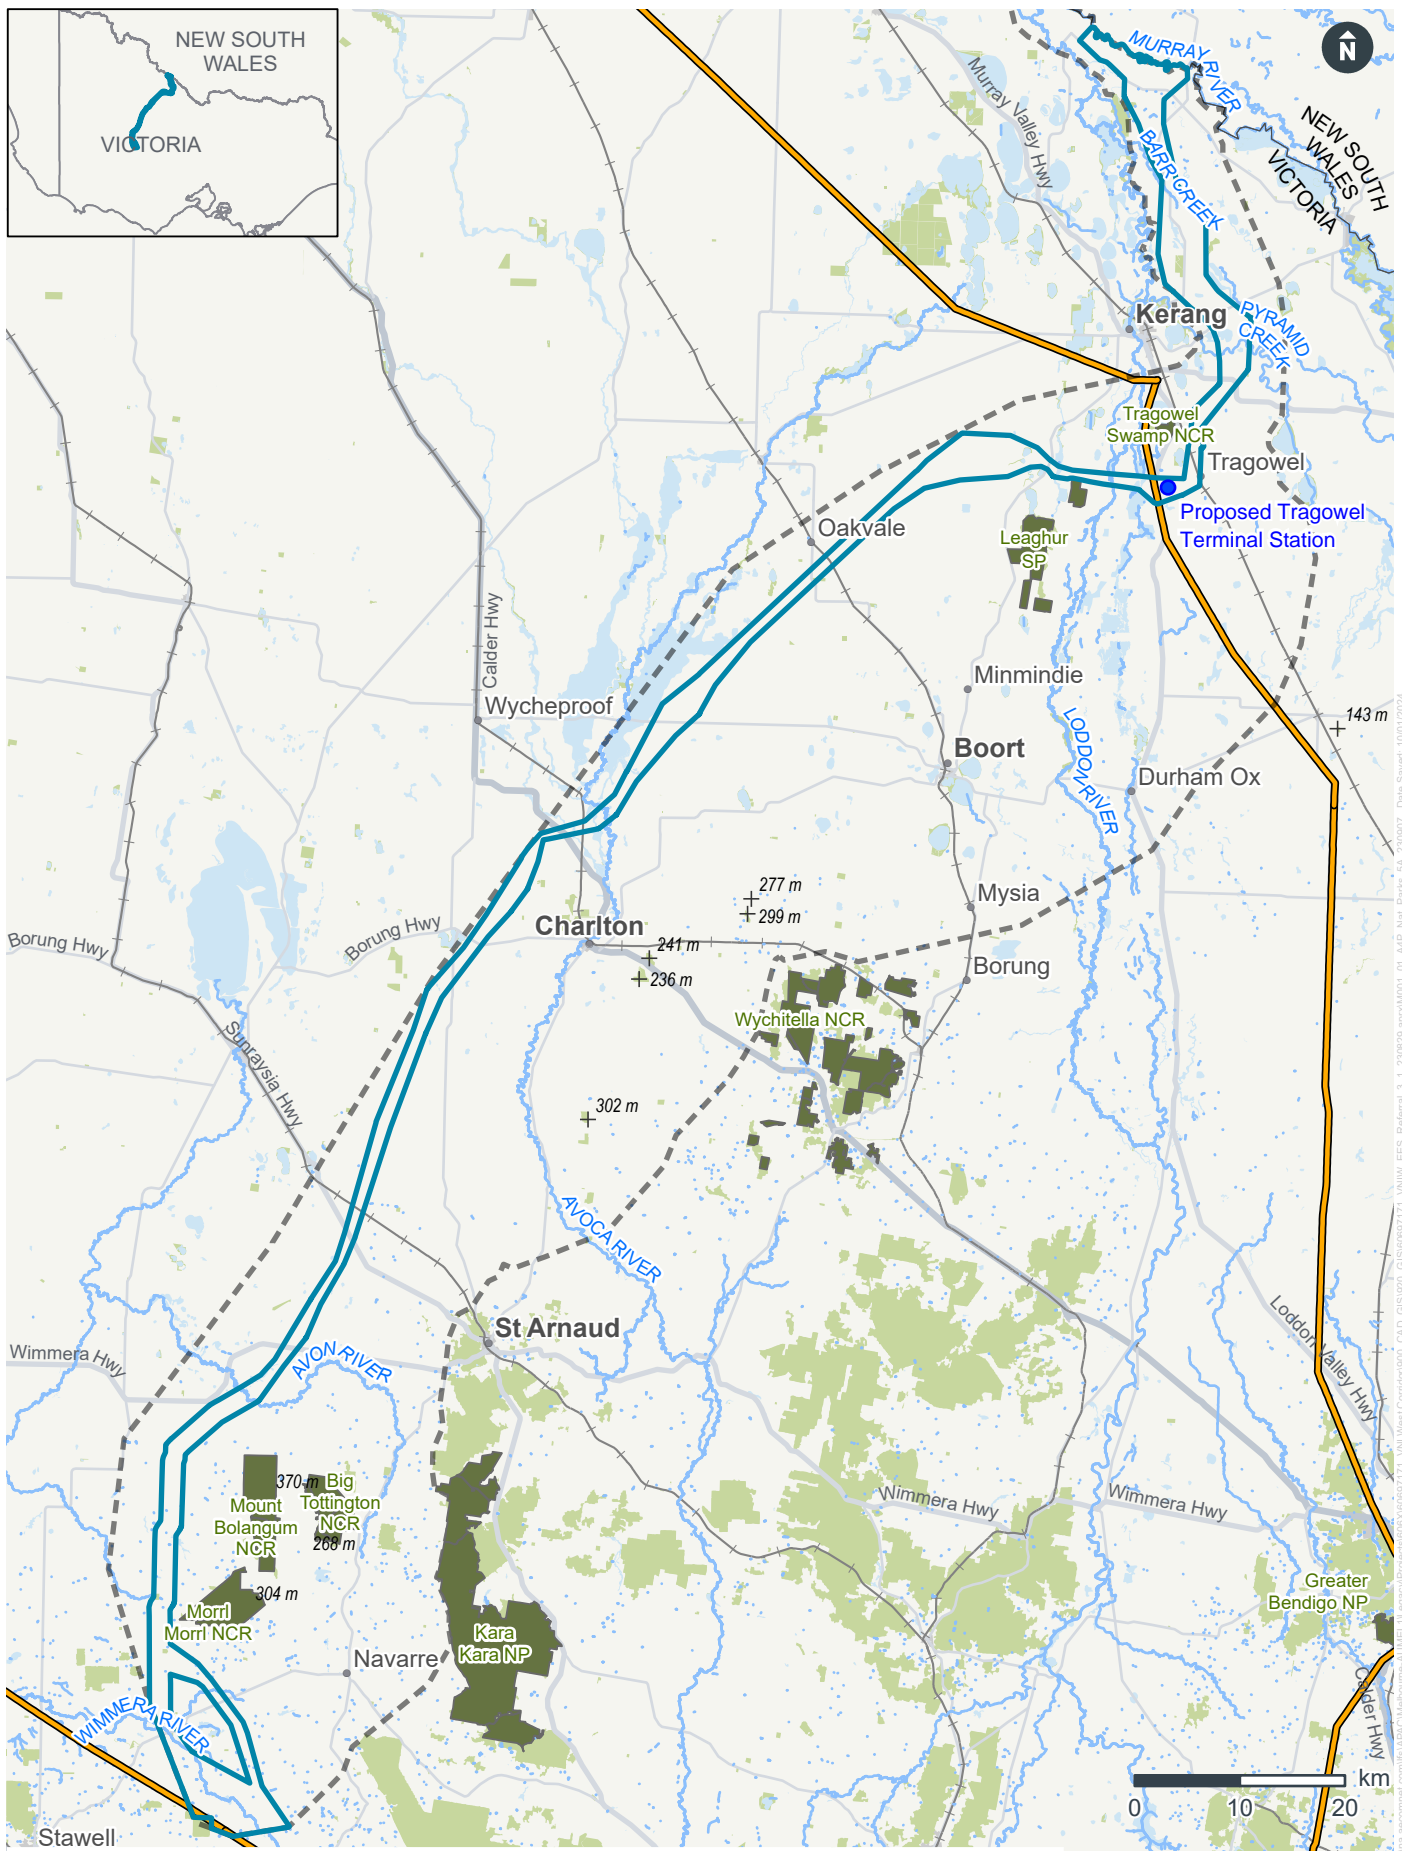 NEW SOUTH
WALES
VICTORIA
N
MURRAY RIVER
Murray Valley Hwy
NEW SOUTH
WALES
VICTORIA
BARR CREEK
Kerang
PYRAMID
CREEK
Tragowel
Swamp NCR
Tragowel
Proposed Tragowel
Terminal Station
Oakvale
Leaghur
SP
Calder Hwy
Minmindie
Wycheproof
143 m
LODDON RIVER
Boort
Durham Ox
277 m
299 m
Mysia
Charlton
Borung Hwy
Borung Hwy
241 m
236 m
Borung
Wychitella NCR
Sunraysia Hwy
302 m
AVOCA RIVER
St Arnaud
Loddon Valley Hwy
Wimmera Hwy
AVON RIVER
370 m
Big
Tottington
NCR
268 m
Mount
Bolangum
NCR
Wimmera Hwy
Wimmera Hwy
304 m
Morrl
Morrl NCR
Greater
Bendigo NP
Kara
Kara NP
Navarre
WIMMERA RIVER
Calder Hwy
km
0 10 20
Stawell